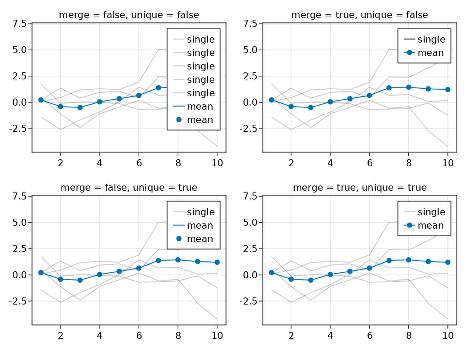 merge = false, unique = false
7.5
5.0
2.5
0.0
-2.5
2 4 6 8 10
single
single
single
single
single
mean
mean
merge = true, unique = false
7.5
5.0
2.5
0.0
-2.5
2 4 6 8 10
single
mean
merge = false, unique = true
7.5
5.0
2.5
0.0
-2.5
2 4 6 8 10
single
mean
mean
merge = true, unique = true
7.5
5.0
2.5
0.0
-2.5
2 4 6 8 10
single
mean